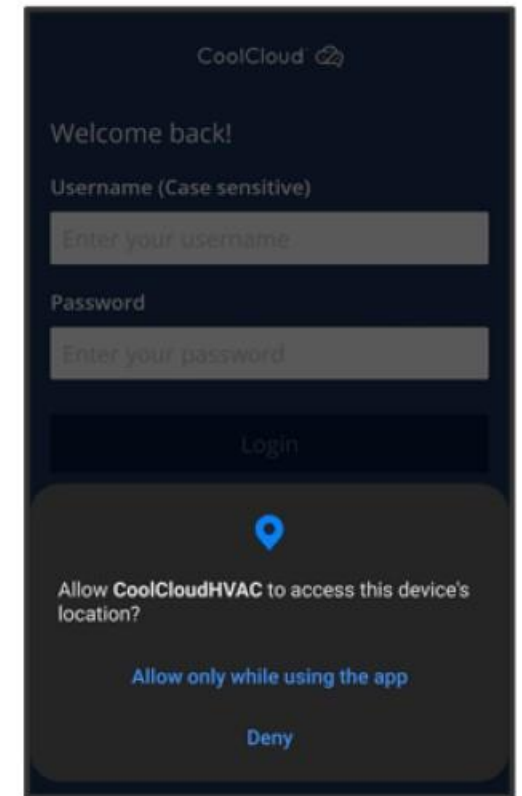 CoolCloud
Welcome back!
Username (Case sensitive)
Enter your username
Password
Enter your password
Login
Allow CoolCloudHVAC to access this device's
location?
Allow only while using the app
Deny